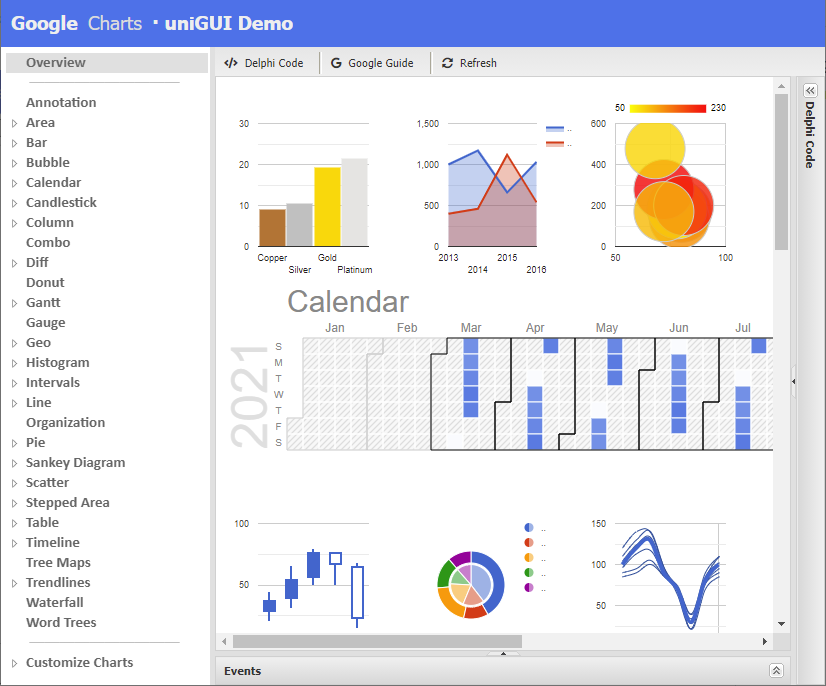 Google Charts · uniGUI Demo
Overview
Delphi Code
Google Guide
Refresh
Annotation
Area
Bar
Bubble
Calendar
Candlestick
Column
Combo
Diff
Donut
Gantt
Gauge
Geo
Histogram
Intervals
Line
Organization
Pie
Sankey Diagram
Scatter
Stepped Area
Table
Timeline
Tree Maps
Trendlines
Waterfall
Word Trees
Customize Charts
30
20
10
0
Copper Gold
Silver Platinum
1,500
1,000
500
0
2013 2015
2014 2016
..
..
50 230
600
400
200
0
50 100
Calendar
Jan Feb Mar Apr May Jun Jul
2021
S
M
T
W
T
F
S
100
50
..
..
..
..
..
150
100
50
Events
Delphi Code